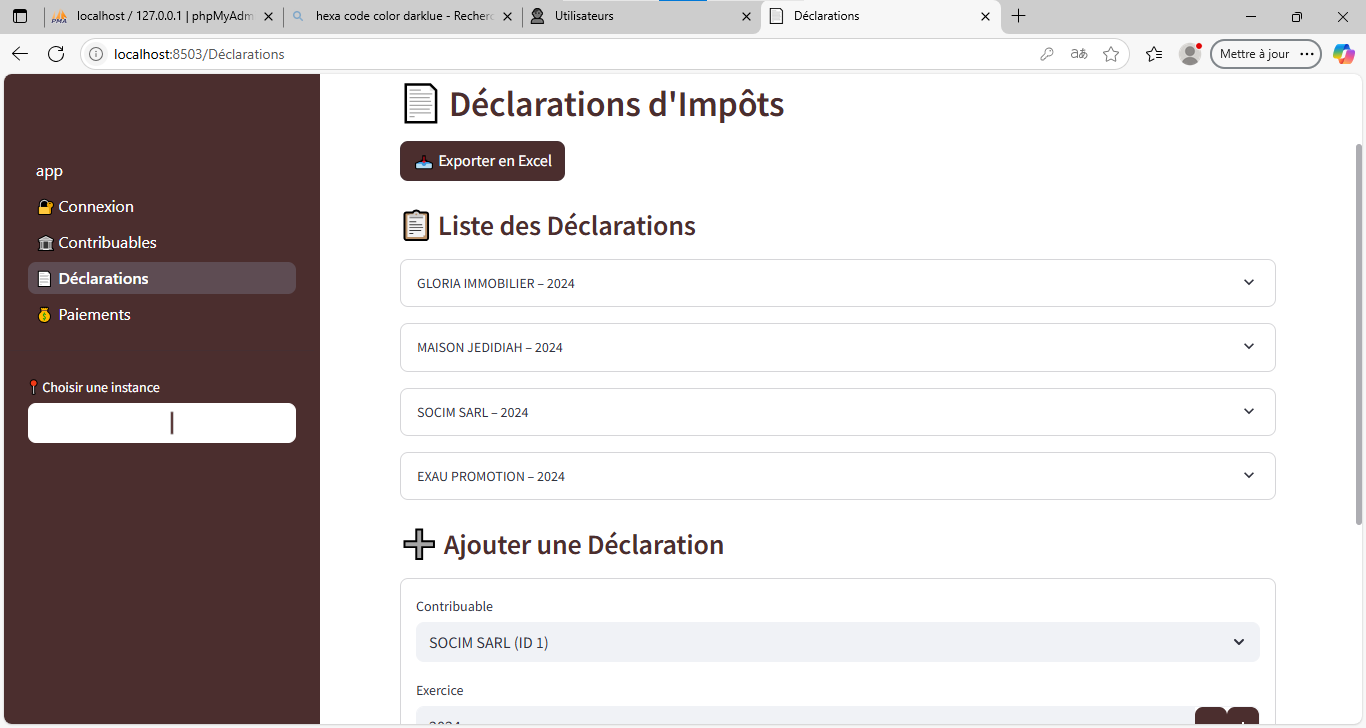 localhost / 127.0.0.1 | phpMyAdm
hexa code color darklue - Recherc
Utilisateurs
Déclarations
localhost:8503/Déclarations
Mettre à jour
app
Connexion
Contribuables
Déclarations
Paiements
Choisir une instance
Déclarations d'Impôts
Exporter en Excel
Liste des Déclarations
GLORIA IMMOBILIER – 2024
MAISON JEDIDIAH – 2024
SOCIM SARL – 2024
EXAU PROMOTION – 2024
Ajouter une Déclaration
Contribuable
SOCIM SARL (ID 1)
Exercice
2024